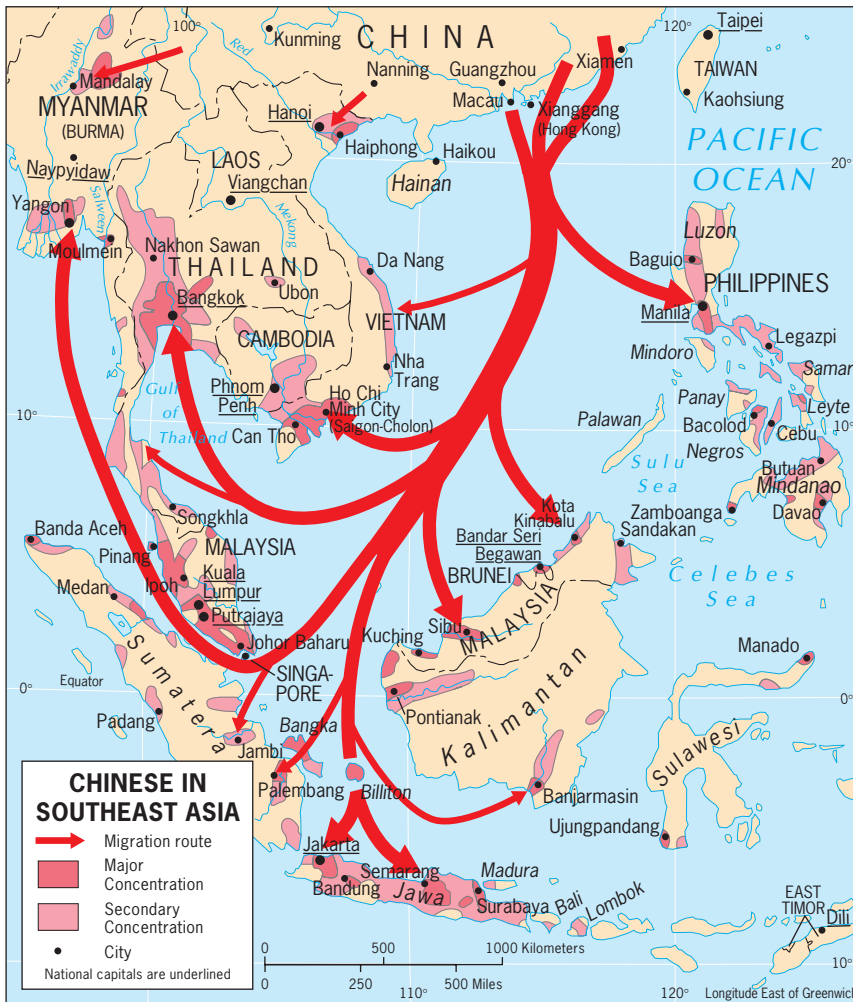 100°
120°
Taipei
Kunming
CHINA
Red
Irrawaddy
Xiamen
TAIWAN
Nanning
Guangzhou
Mandalay
Macau
Kaohsiung
MYANMAR
(BURMA)
Hanoi
Xianggang
(Hong Kong)
PACIFIC
OCEAN
Haiphong
Haikou
LAOS
20°
Naypyidaw
Viangchan
Hainan
Salween
Yangon
Mekong
Luzon
Moulmein
Nakhon Sawan
Da Nang
Baguio
THAILAND
PHILIPPINES
Bangkok
Ubon
VIETNAM
Manila
CAMBODIA
Legazpi
Mindoro
Nha
Trang
Samar
Phnom
Penh
Gulf
of
Thailand
Ho Chi
Minh City
(Saigon-Cholon)
Panay
Leyte
10°
Can Tho
Palawan
Bacolod
Cebu
10°
Negros
Sulu
Sea
Butuan
Mindanao
Kota
Kinabalu
Zamboanga
Davao
Songkhla
Banda Aceh
Bandar Seri
Begawan
Sandakan
Pinang
MALAYSIA
BRUNEI
Celebes
Sea
Ipoh
Kuala
Lumpur
Medan
Putrajaya
MALAYSIA
Sibu
Kuching
Johor Baharu
Manado
SINGA-
PORE
Sumatera
Equator
0°
0°
Pontianak
Kalimantan
Padang
Bangka
Sulawesi
Jambi
Palembang
Billiton
Banjarmasin
Ujungpandang
Jakarta
Semarang
Madura
Bandung
Jawa
Surabaya
Bali
Lombok
EAST
TIMOR
Dili
CHINESE IN
SOUTHEAST ASIA
Migration route
Major
Concentration
Secondary
Concentration
City
National capitals are underlined
0 500 1000 Kilometers
0 250 500 Miles
10°
110°
120°
Longitude East of Greenwich